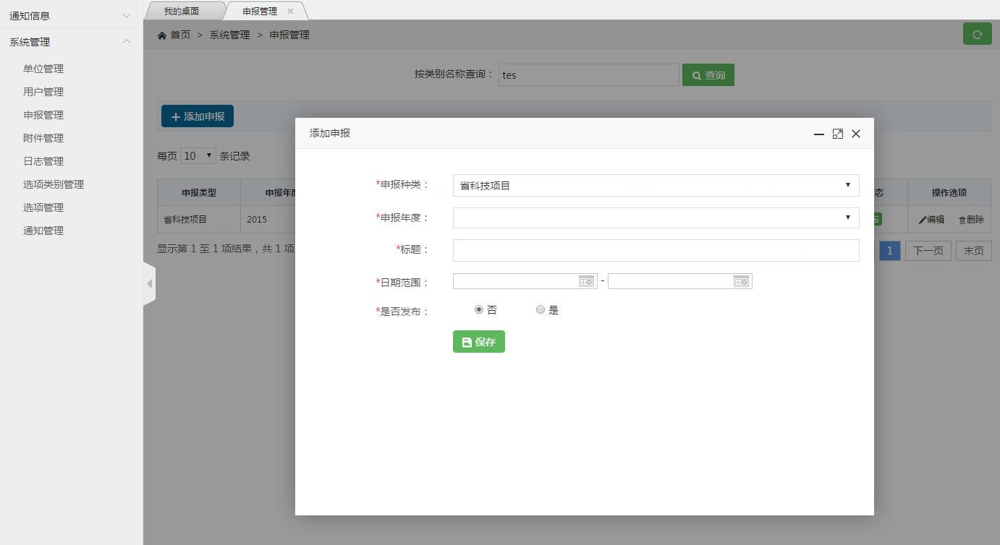 通知信息
系统管理
单位管理
用户管理
申报管理
附件管理
日志管理
选项类别管理
选项管理
通知管理
我的桌面
申报管理
首页 > 系统管理 > 申报管理
按类别名称查询： tes 查询
添加申报
每页 10 条记录
申报类型 申报年度 态 操作选项
省科技项目 2015 布 编辑 删除
显示第 1 至 1 项结果，共 1 项
1 下一页 末页
添加申报
*申报种类： 省科技项目
*申报年度：
*标题：
*日期范围： -
*是否发布： 否 是
保存